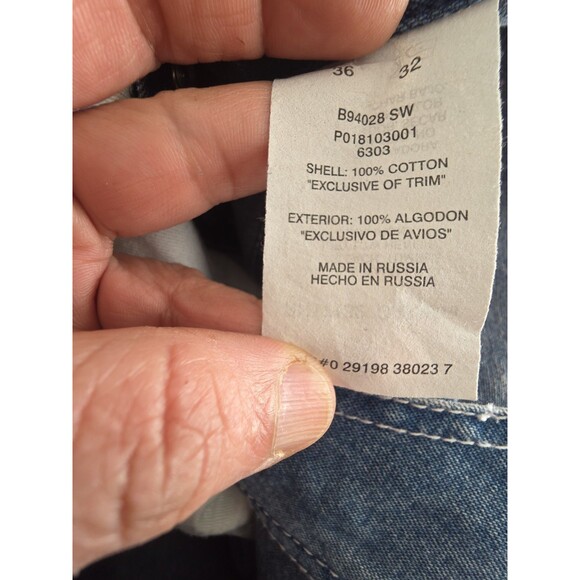 36 32
B94028 SW
P018103001
6303
SHELL: 100% COTTON
"EXCLUSIVE OF TRIM"
EXTERIOR: 100% ALGODON
"EXCLUSIVO DE AVIOS"
MADE IN RUSSIA
HECHO EN RUSSIA
#0 29198 38023 7